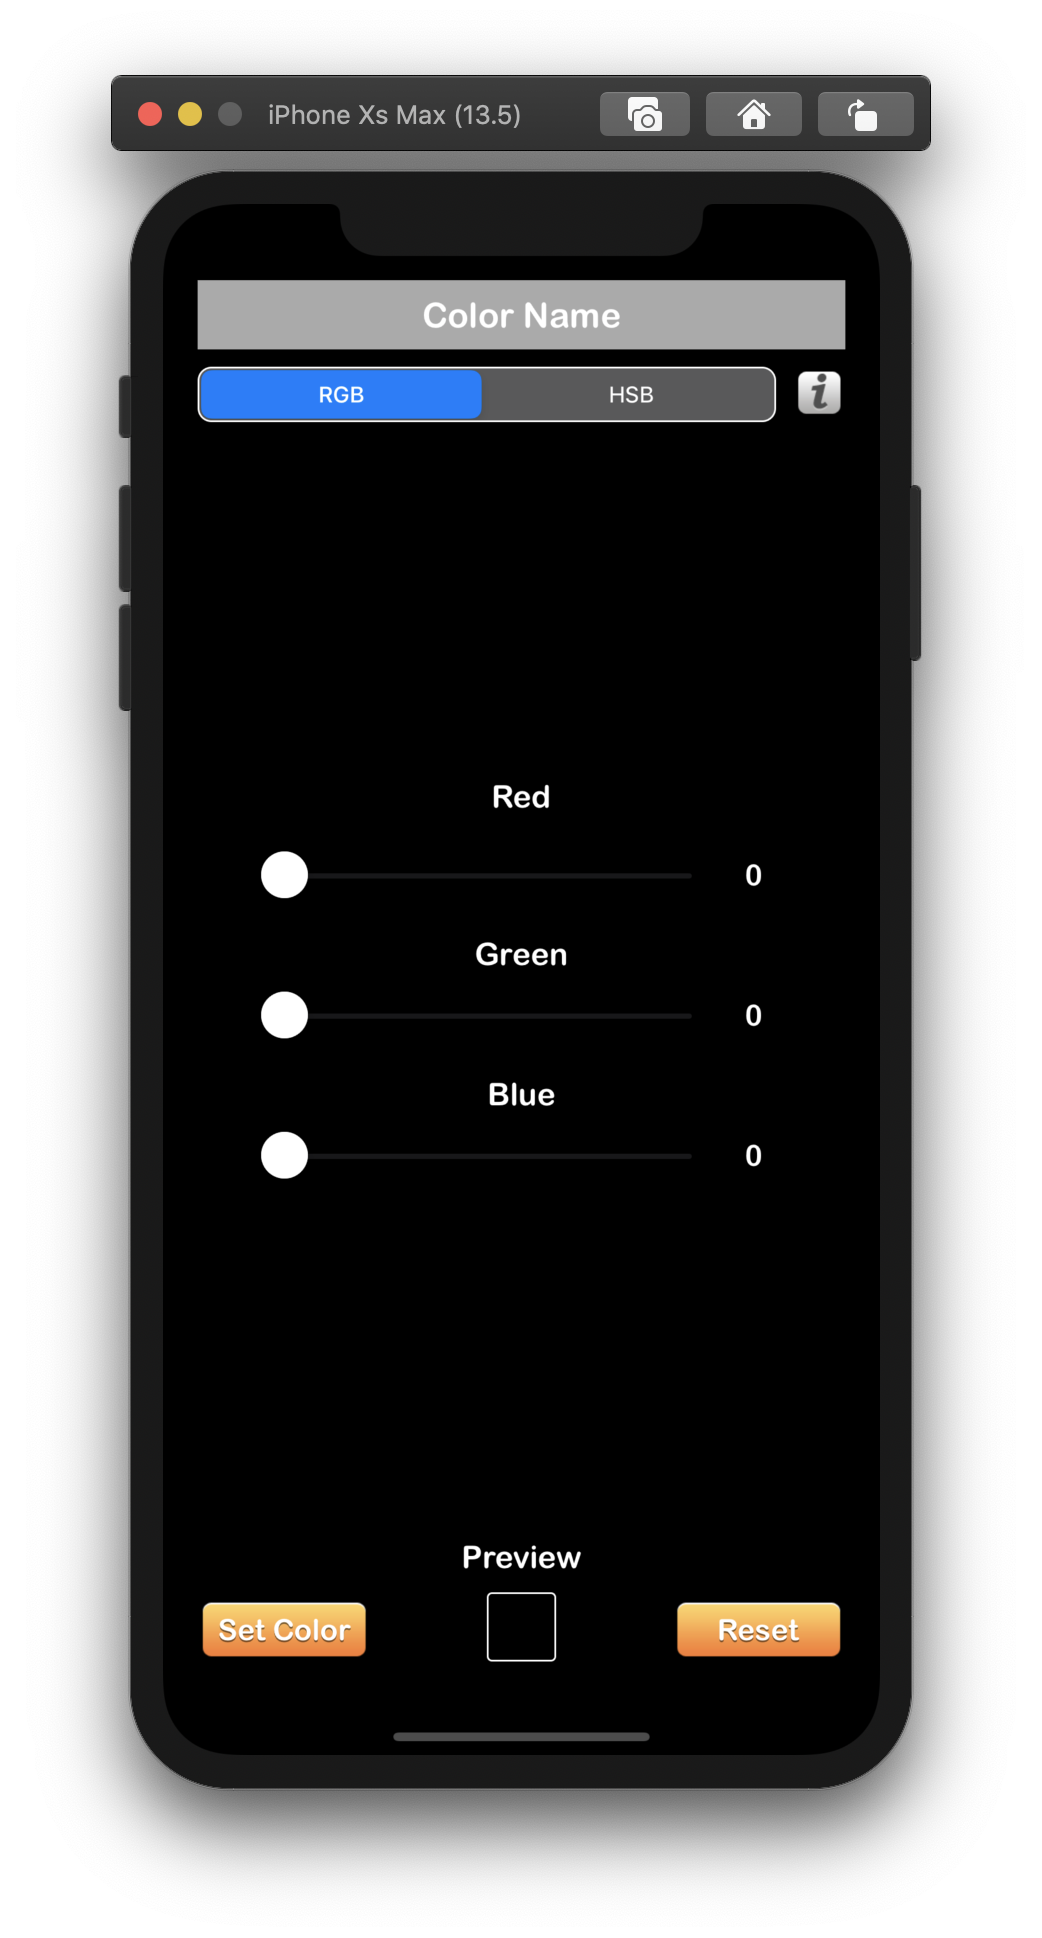 iPhone Xs Max (13.5)
Color Name
RGB HSB i
Red
0
Green
0
Blue
0
Preview
Set Color Reset